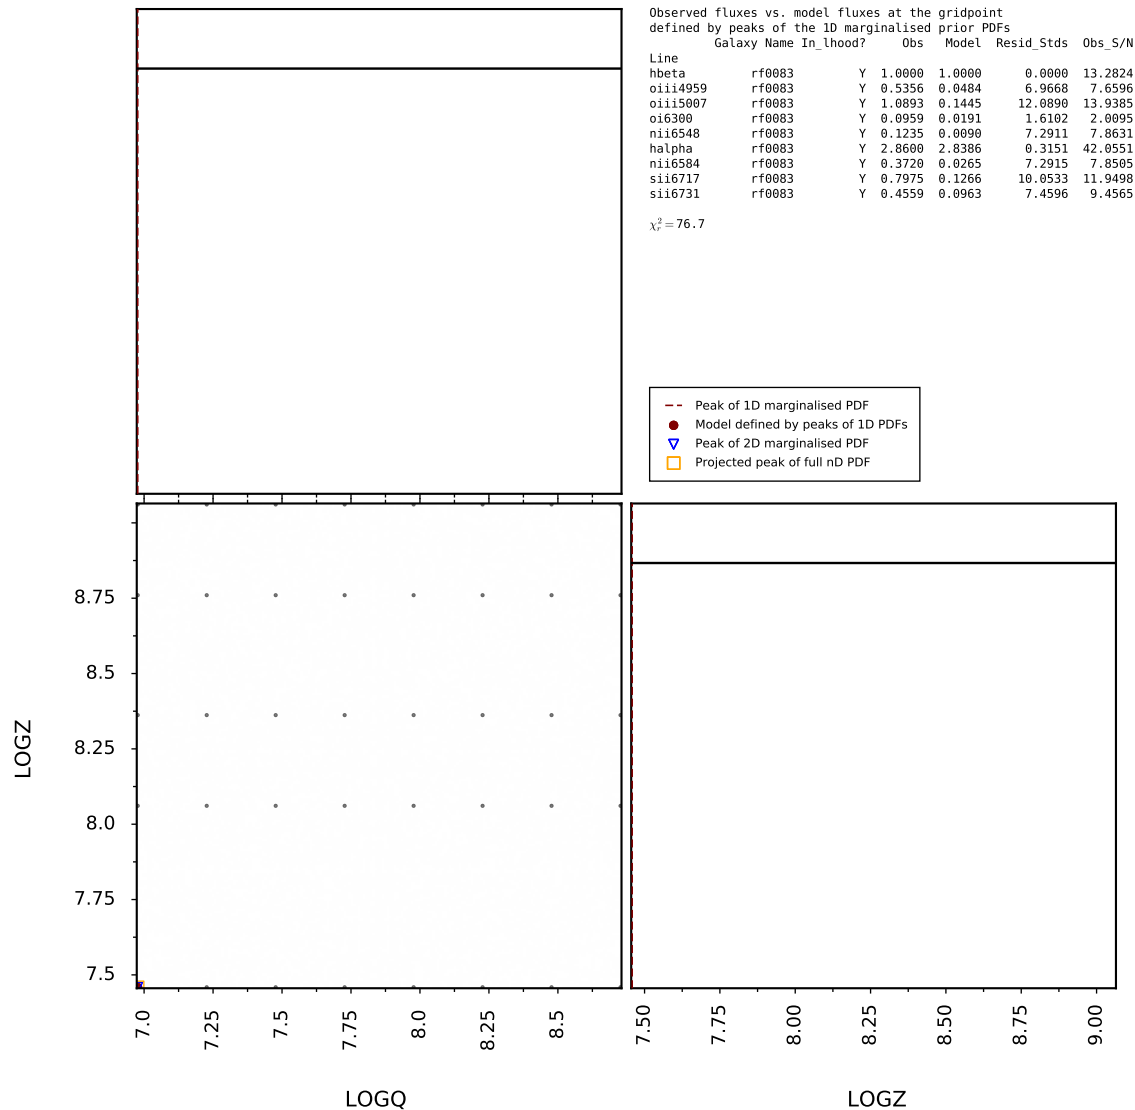 Observed fluxes vs. model fluxes at the gridpoint
defined by peaks of the 1D marginalised prior PDFs
Galaxy Name In_lhood? Obs Model Resid_Stds Obs_S/N
Line
hbeta rf0083 Y 1.0000 1.0000 0.0000 13.2824
oiii4959 rf0083 Y 0.5356 0.0484 6.9668 7.6596
oiii5007 rf0083 Y 1.0893 0.1445 12.0890 13.9385
oi6300 rf0083 Y 0.0959 0.0191 1.6102 2.0095
nii6548 rf0083 Y 0.1235 0.0090 7.2911 7.8631
halpha rf0083 Y 2.8600 2.8386 0.3151 42.0551
nii6584 rf0083 Y 0.3720 0.0265 7.2915 7.8505
sii6717 rf0083 Y 0.7975 0.1266 10.0533 11.9498
sii6731 rf0083 Y 0.4559 0.0963 7.4596 9.4565
χ²ᵣ = 76.7
Peak of 1D marginalised PDF
Model defined by peaks of 1D PDFs
Peak of 2D marginalised PDF
Projected peak of full nD PDF
8.75
8.5
8.25
8.0
7.75
7.5
LOGZ
7.0 7.25 7.5 7.75 8.0 8.25 8.5
LOGQ
7.50 7.75 8.00 8.25 8.50 8.75 9.00
LOGZ